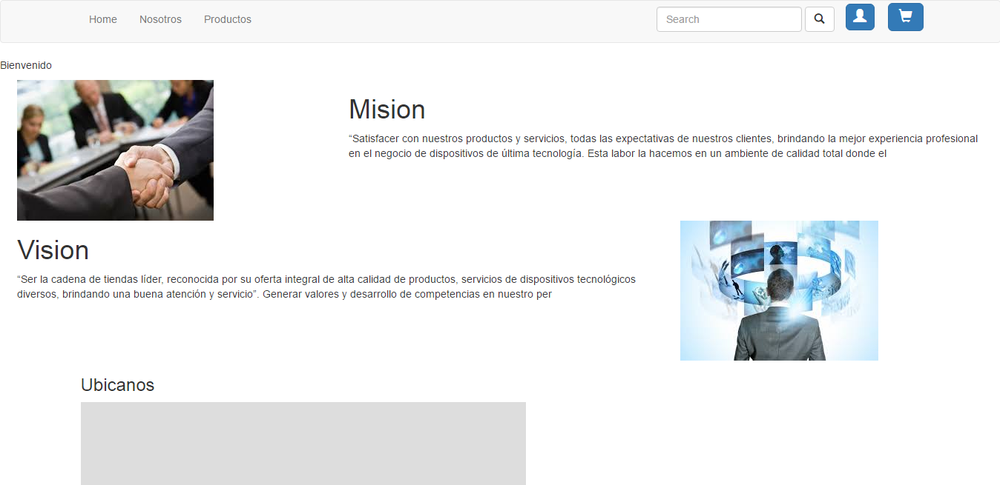 Home Nosotros Productos Search
Bienvenido
Mision
“Satisfacer con nuestros productos y servicios, todas las expectativas de nuestros clientes, brindando la mejor experiencia profesional
en el negocio de dispositivos de última tecnología. Esta labor la hacemos en un ambiente de calidad total donde el
Vision
“Ser la cadena de tiendas líder, reconocida por su oferta integral de alta calidad de productos, servicios de dispositivos tecnológicos
diversos, brindando una buena atención y servicio”. Generar valores y desarrollo de competencias en nuestro per
Ubicanos